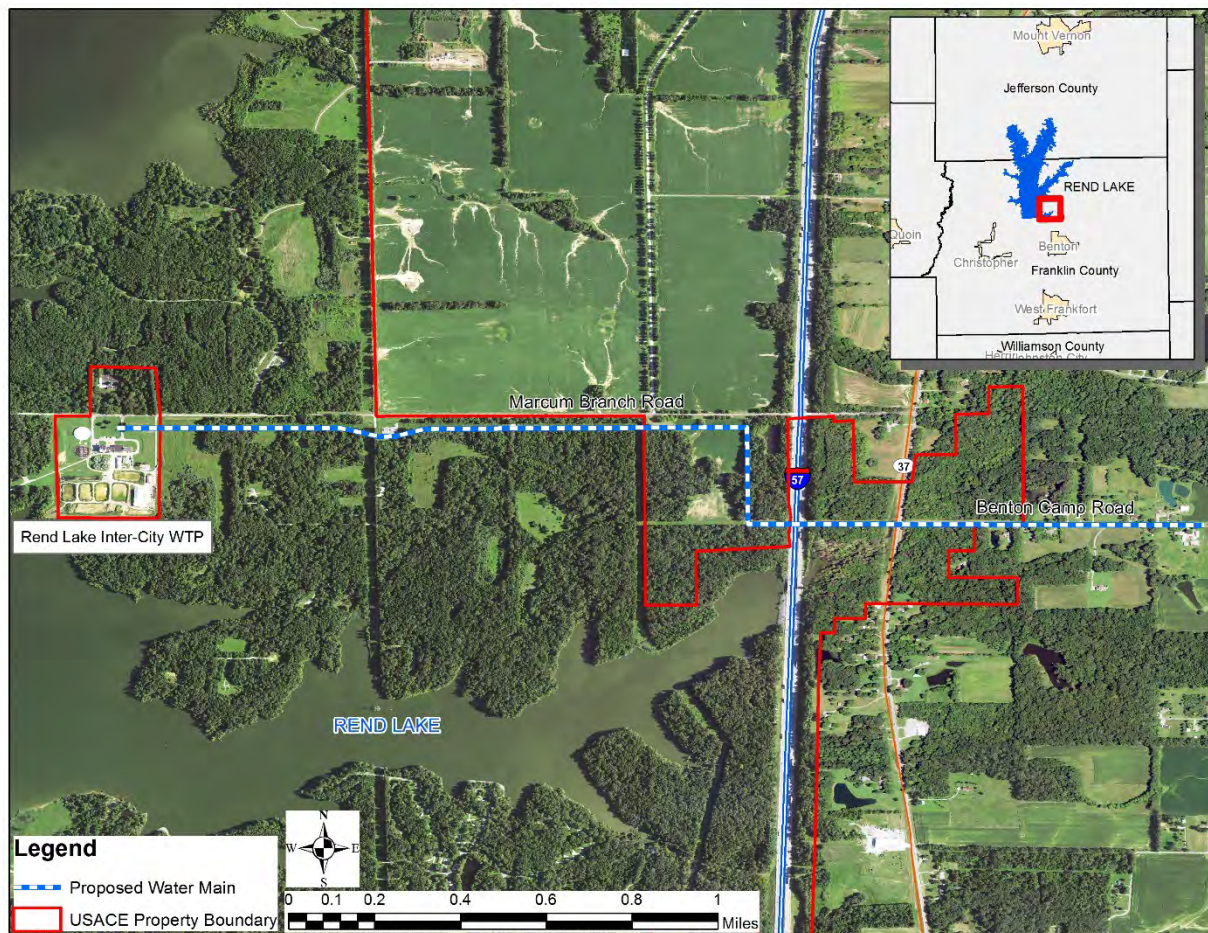 Mount Vernon
Jefferson County
REND LAKE
Quoin
Benton
Christopher
Franklin County
West Frankfort
Williamson County
Johnston City
Marcum Branch Road
37
57
Benton Camp Road
Rend Lake Inter-City WTP
REND LAKE
Legend
Proposed Water Main
USACE Property Boundary
N
W E
S
0 0.1 0.2 0.4 0.6 0.8 1
Miles